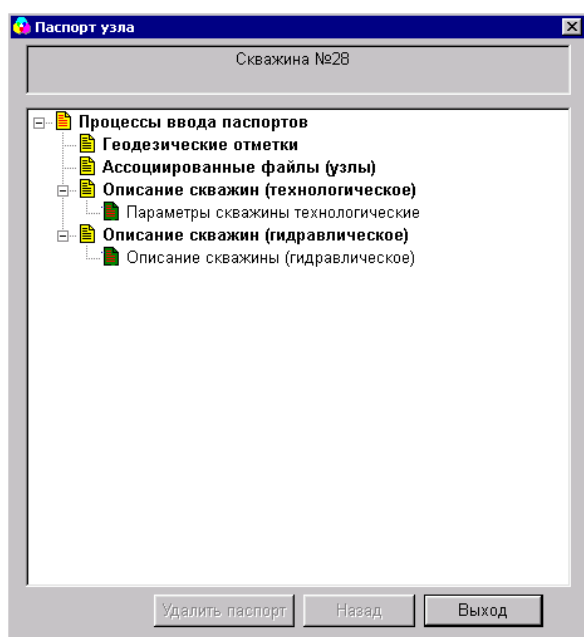 Паспорт узла
Скважина №28
Процессы ввода паспортов
Геодезические отметки
Ассоциированные файлы (узлы)
Описание скважин (технологическое)
Параметры скважины технологические
Описание скважин (гидравлическое)
Описание скважины (гидравлическое)
Удалить паспорт Назад Выход